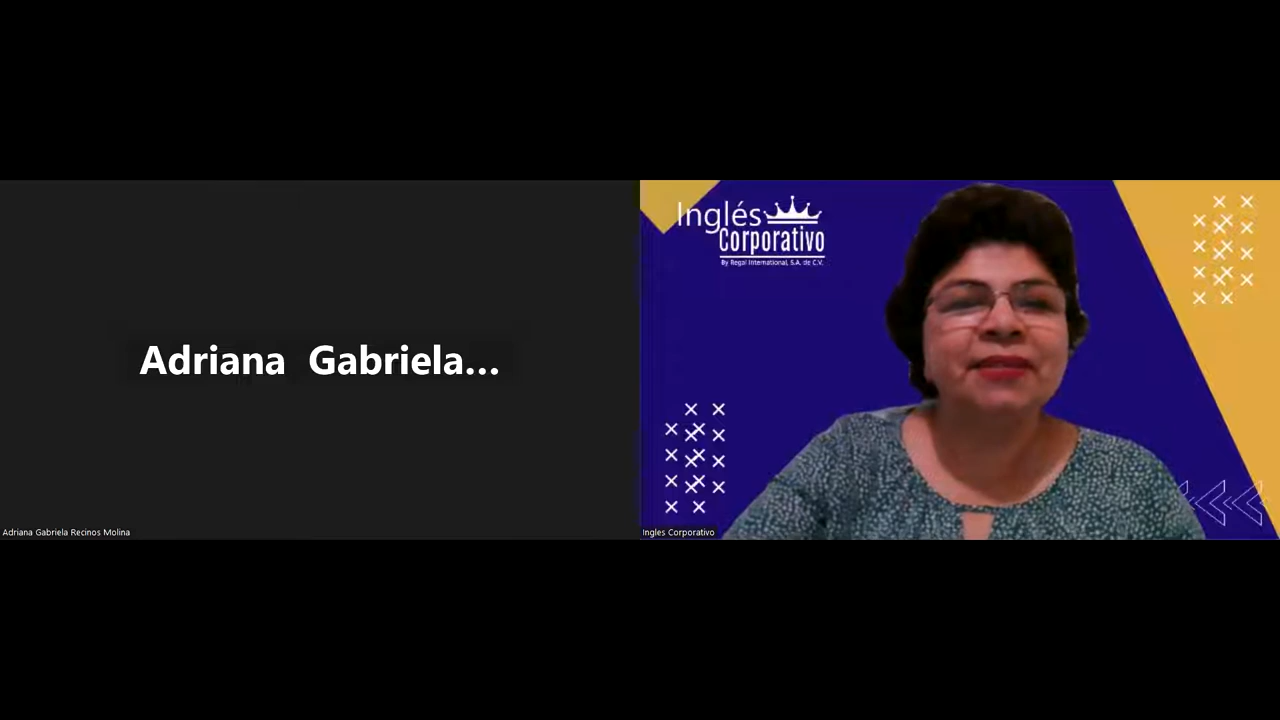 Adriana Gabriela...
Adriana Gabriela Recinos Molina
Inglés
Corporativo
By Regal International, S.A. de C.V.
Ingles Corporativo